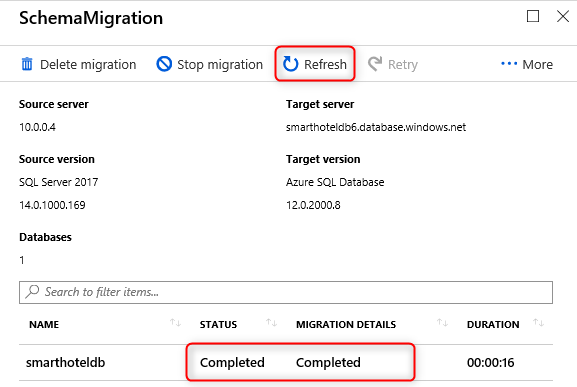 SchemaMigration
Delete migration Stop migration Refresh Retry ... More
Source server Target server
10.0.0.4 smarthoteldb6.database.windows.net
Source version Target version
SQL Server 2017 Azure SQL Database
14.0.1000.169 12.0.2000.8
Databases
1
Search to filter items...
NAME STATUS MIGRATION DETAILS DURATION
smarthoteldb Completed Completed 00:00:16